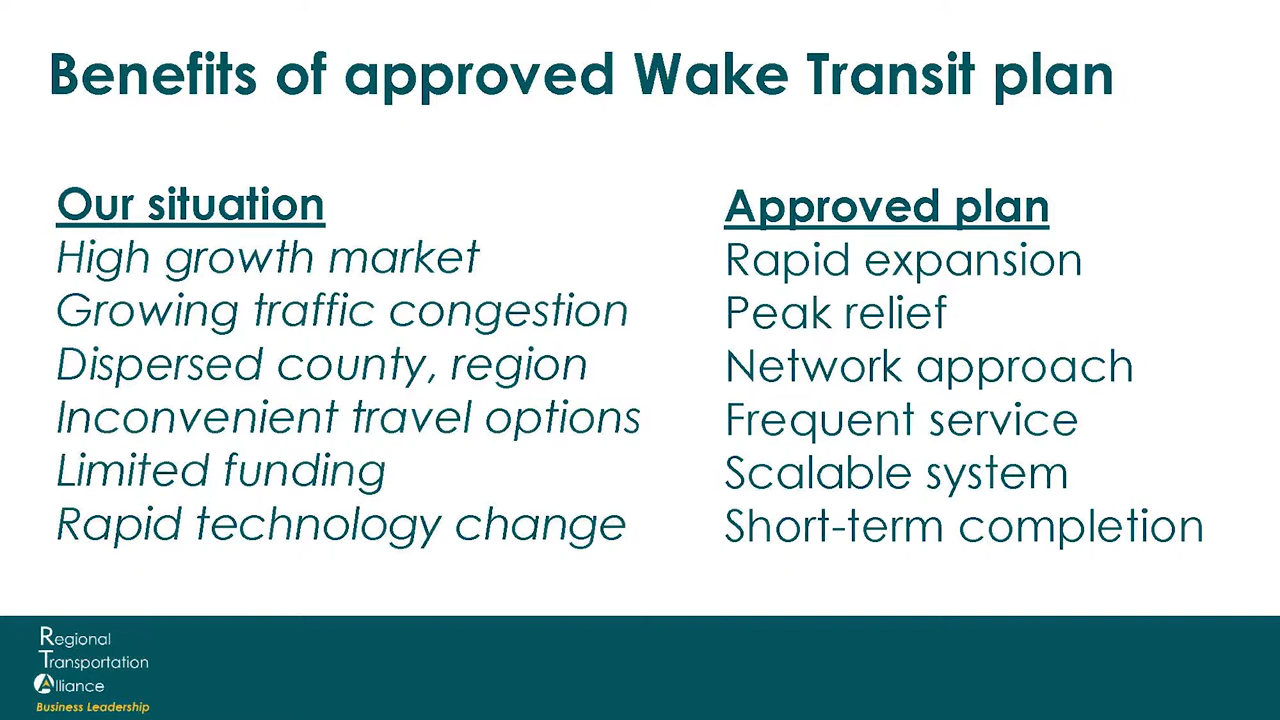 Benefits of approved Wake Transit plan
Our situation
High growth market
Growing traffic congestion
Dispersed county, region
Inconvenient travel options
Limited funding
Rapid technology change
Approved plan
Rapid expansion
Peak relief
Network approach
Frequent service
Scalable system
Short-term completion
Regional
Transportation
Alliance
Business Leadership